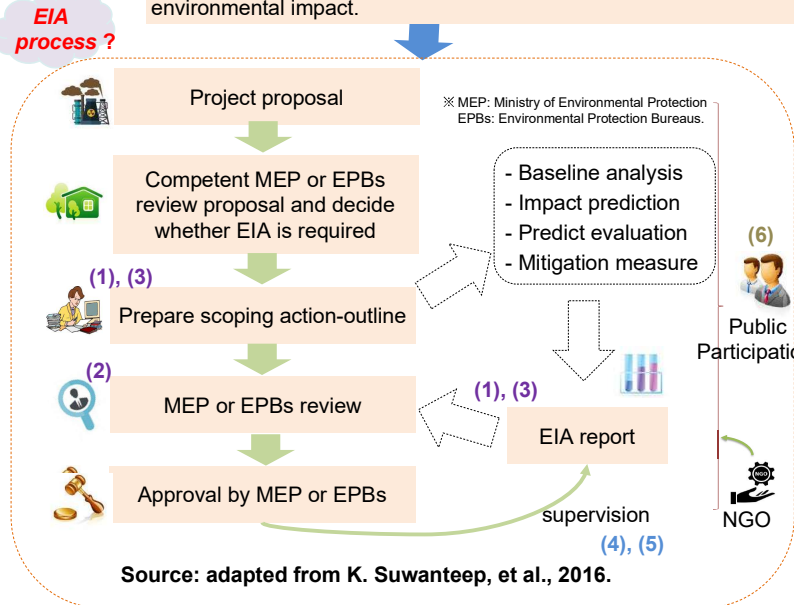 environmental impact.
EIA
process ?
Project proposal
※ MEP: Ministry of Environmental Protection
EPBs: Environmental Protection Bureaus.
Competent MEP or EPBs
review proposal and decide
whether EIA is required
- Baseline analysis
- Impact prediction
- Predict evaluation
- Mitigation measure
(6)
Public
Participatio
(1), (3)
Prepare scoping action-outline
(2)
MEP or EPBs review
(1), (3)
EIA report
Approval by MEP or EPBs
supervision
(4), (5)
NGO
NGO
Source: adapted from K. Suwanteep, et al., 2016.